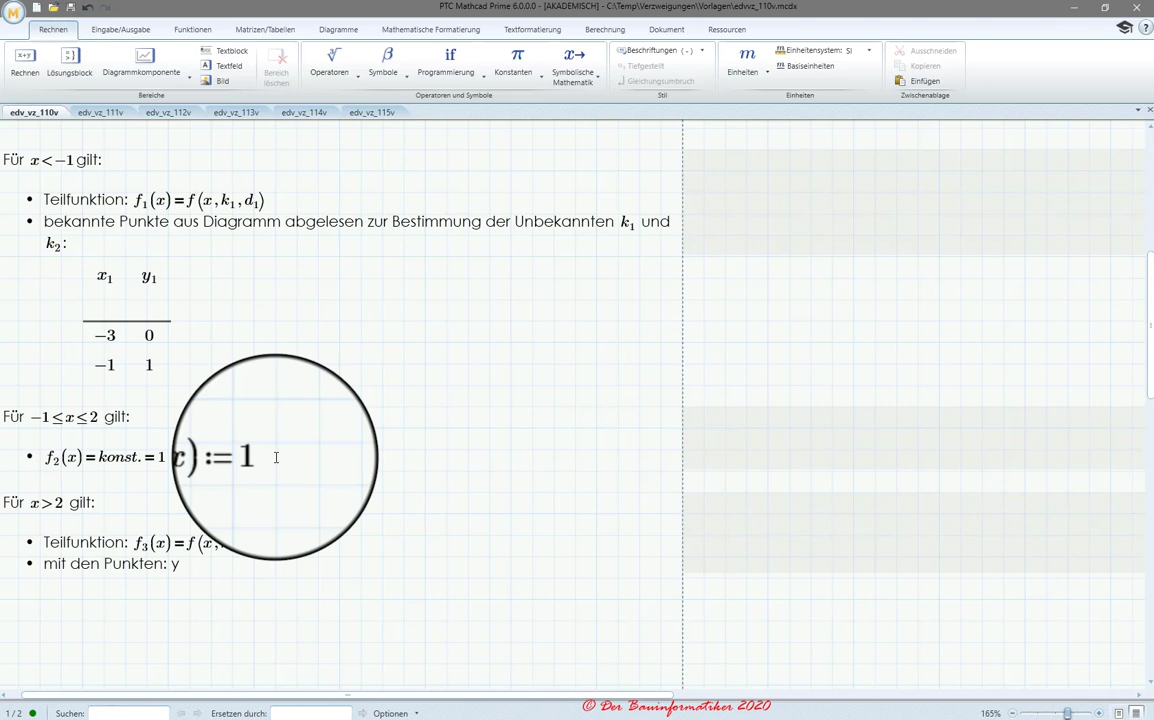 PTC Mathcad Prime 6.0.0.0 - [AKADEMISCH] - C:\Temp\Verzweigungen\Vorlagen\edvvz_110v.mcdx
Rechnen Eingabe/Ausgabe Funktionen Matrizen/Tabellen Diagramme Mathematische Formatierung Textformatierung Berechnung Dokument Ressourcen
Rechnen Lösungsblock Diagrammkomponente Textblock Textfeld Bild Bereich löschen Operatoren Symbole Programmierung Konstanten Symbolische Mathematik Beschriftungen (-) Tiefgestellt Gleichungsumbruch Einheiten Einheitensystem: SI Basiseinheiten Ausschneiden Kopieren Einfügen
Bereiche Operatoren und Symbole Stil Einheiten Zwischenablage
edv_vz_110v edv_vz_111v edv_vz_112v edv_vz_113v edv_vz_114v edv_vz_115v
Für x<−1 gilt:
• Teilfunktion: f₁(x)=f(x,k₁,d₁)
• bekannte Punkte aus Diagramm abgelesen zur Bestimmung der Unbekannten k₁ und
k₂:
x₁ y₁
−3 0
−1 1
Für −1≤x≤2 gilt:
• f₂(x)=konst.=1
) := 1
Für x>2 gilt:
• Teilfunktion: f₃(x)=f(x,
• mit den Punkten: y
1 / 2 Suchen: Ersetzen durch: Optionen 165%
© Der Bauinformatiker 2020